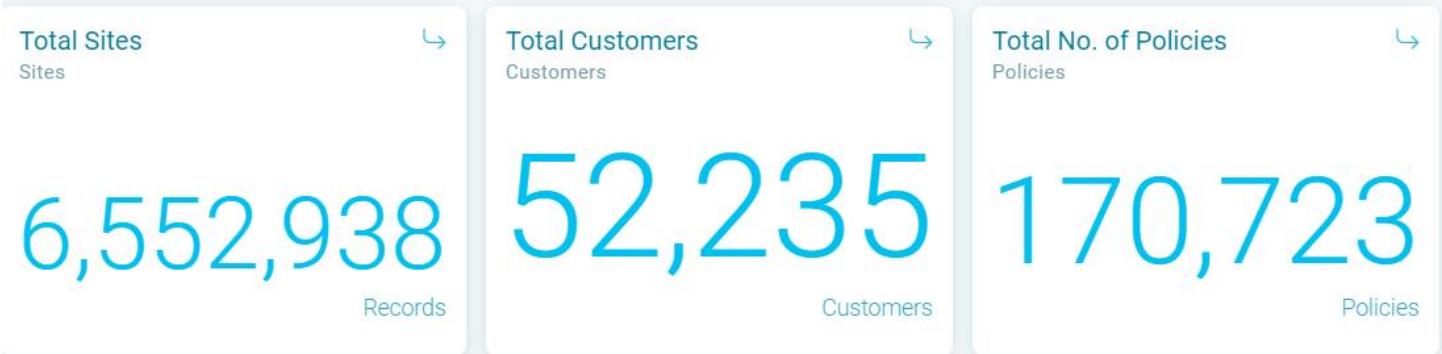 Total Sites
Sites
6,552,938
Records
Total Customers
Customers
52,235
Customers
Total No. of Policies
Policies
170,723
Policies